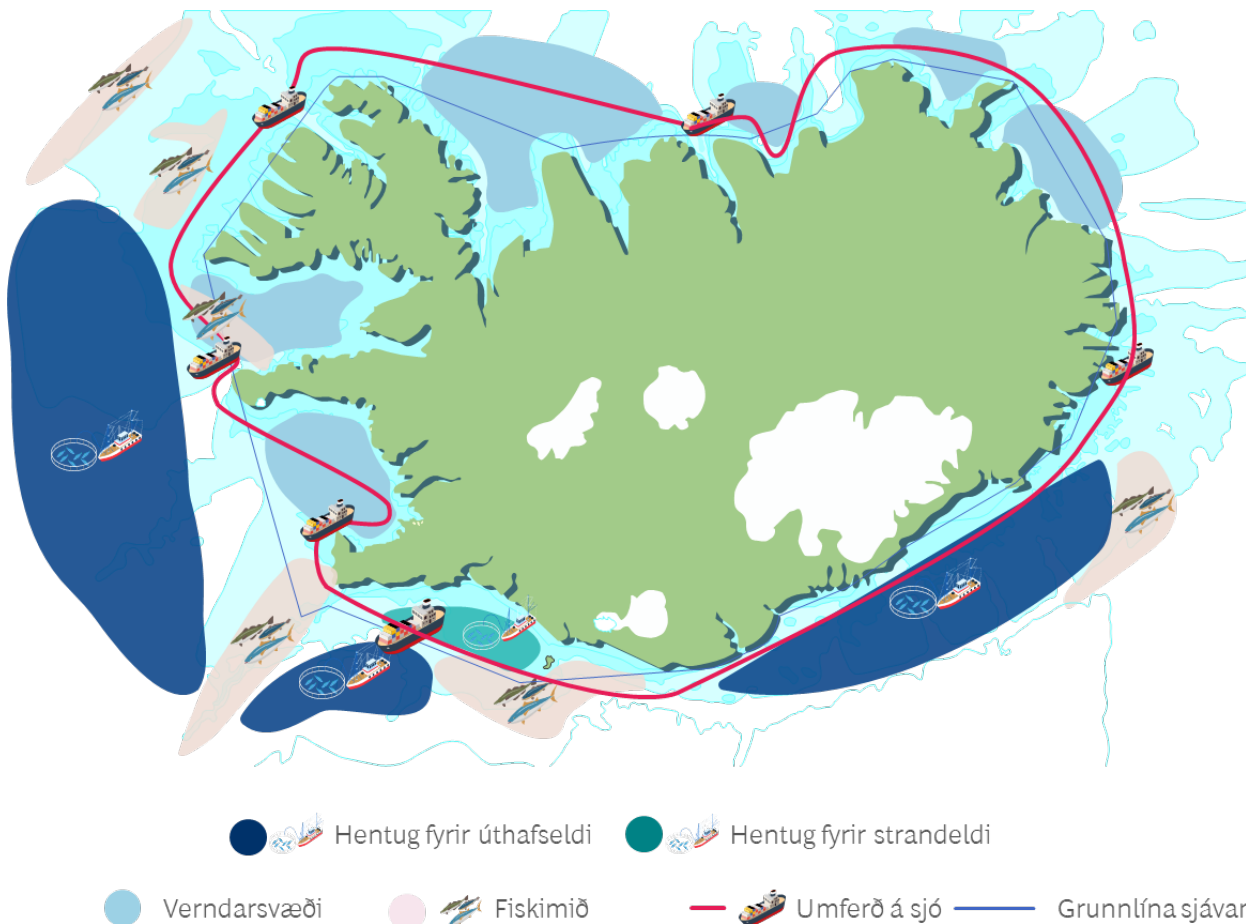 Hentug fyrir úthafseldi Hentug fyrir strandeldi
Verndarsvæði Fiskimið Umferð á sjó Grunnlína sjávar